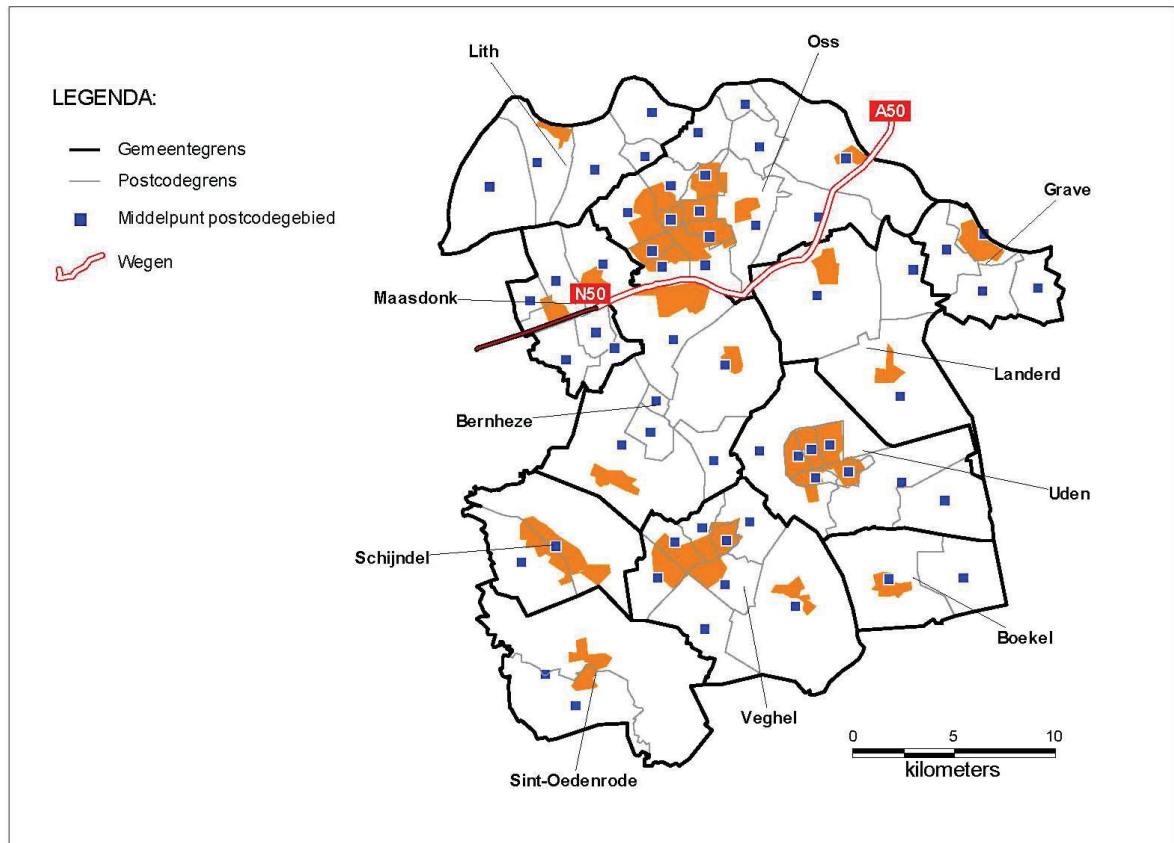 Lith
Oss
LEGENDA:
A50
Gemeentegrens
Postcodegrens
Grave
Middelpunt postcodegebied
Wegen
Maasdonk
N50
Landerd
Bernheze
Uden
Schijndel
Boekel
Veghel
0 5 10
kilometers
Sint-Oedenrode